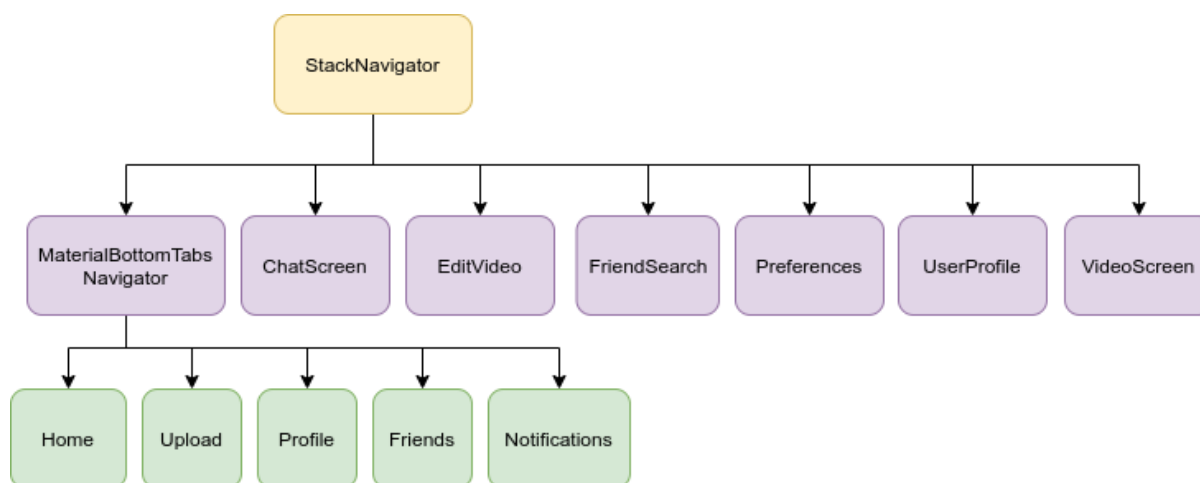 StackNavigator
MaterialBottomTabs
Navigator
ChatScreen
EditVideo
FriendSearch
Preferences
UserProfile
VideoScreen
Home
Upload
Profile
Friends
Notifications